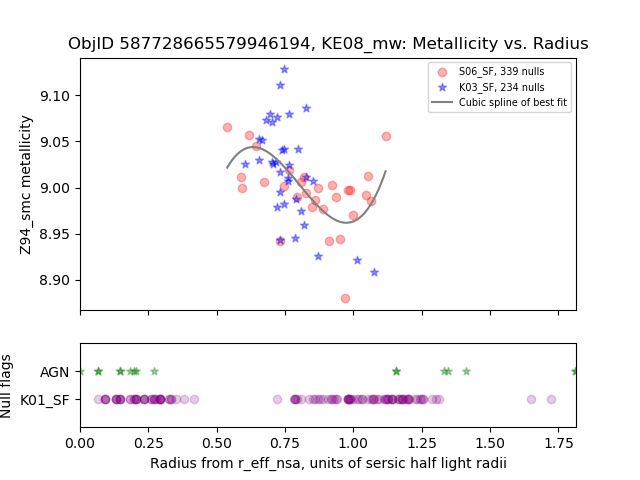 ObjID 587728665579946194, KE08_mw: Metallicity vs. Radius
S06_SF, 339 nulls
K03_SF, 234 nulls
Cubic spline of best fit
Z94_smc metallicity
9.10
9.05
9.00
8.95
8.90
Null flags
AGN
K01_SF
0.00 0.25 0.50 0.75 1.00 1.25 1.50 1.75
Radius from r_eff_nsa, units of sersic half light radii